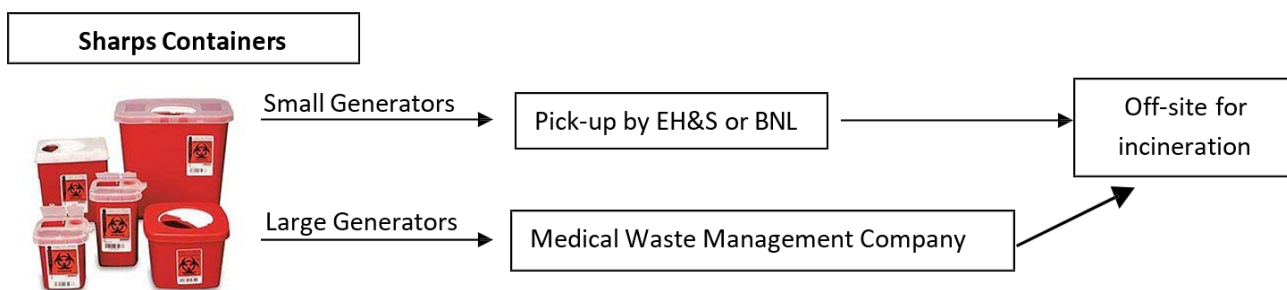 Sharps Containers
Small Generators
Pick-up by EH&S or BNL
Off-site for
incineration
Large Generators
Medical Waste Management Company